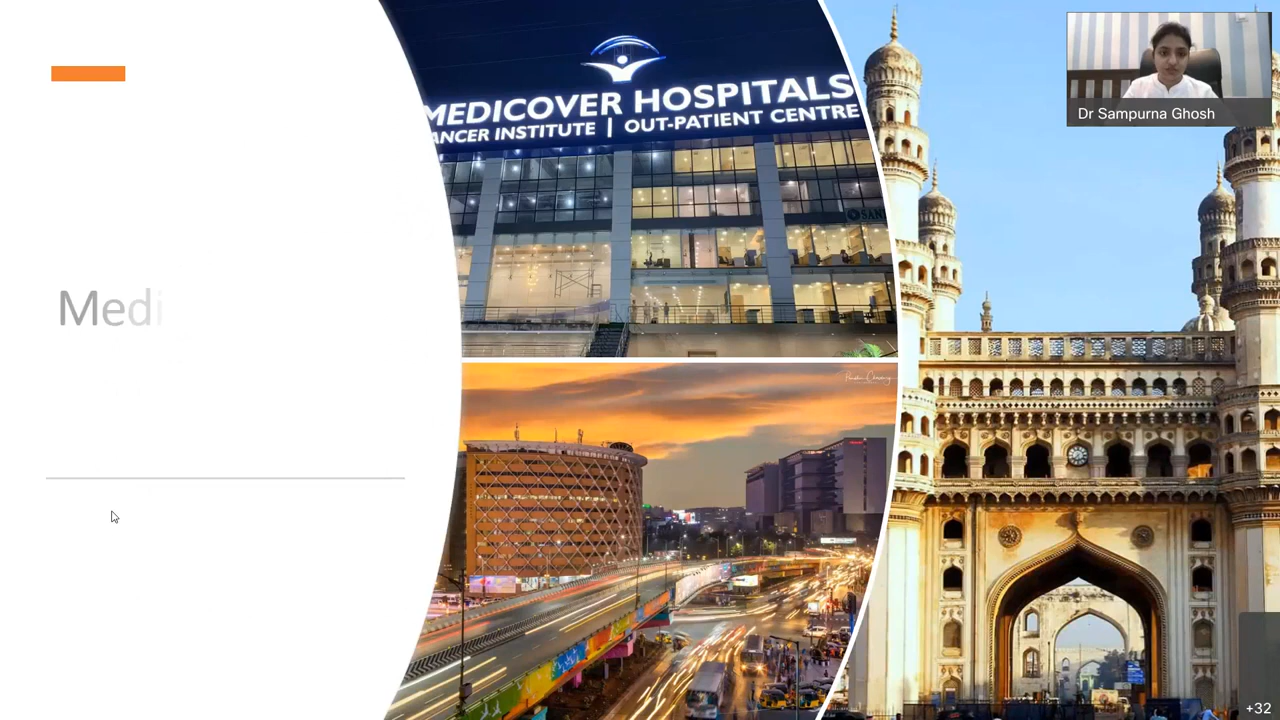 Medi
MEDICOVER HOSPITALS
ANCER INSTITUTE | OUT-PATIENT CENTRE
Dr Sampurna Ghosh
+32